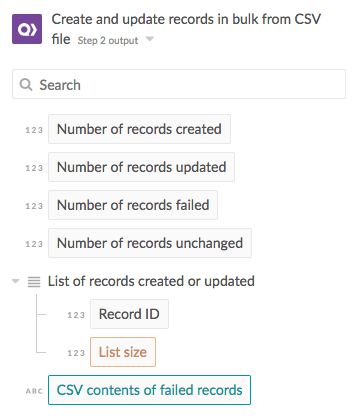 Create and update records in bulk from CSV
file Step 2 output
Search
123 Number of records created
123 Number of records updated
123 Number of records failed
123 Number of records unchanged
List of records created or updated
123 Record ID
123 List size
ABC CSV contents of failed records